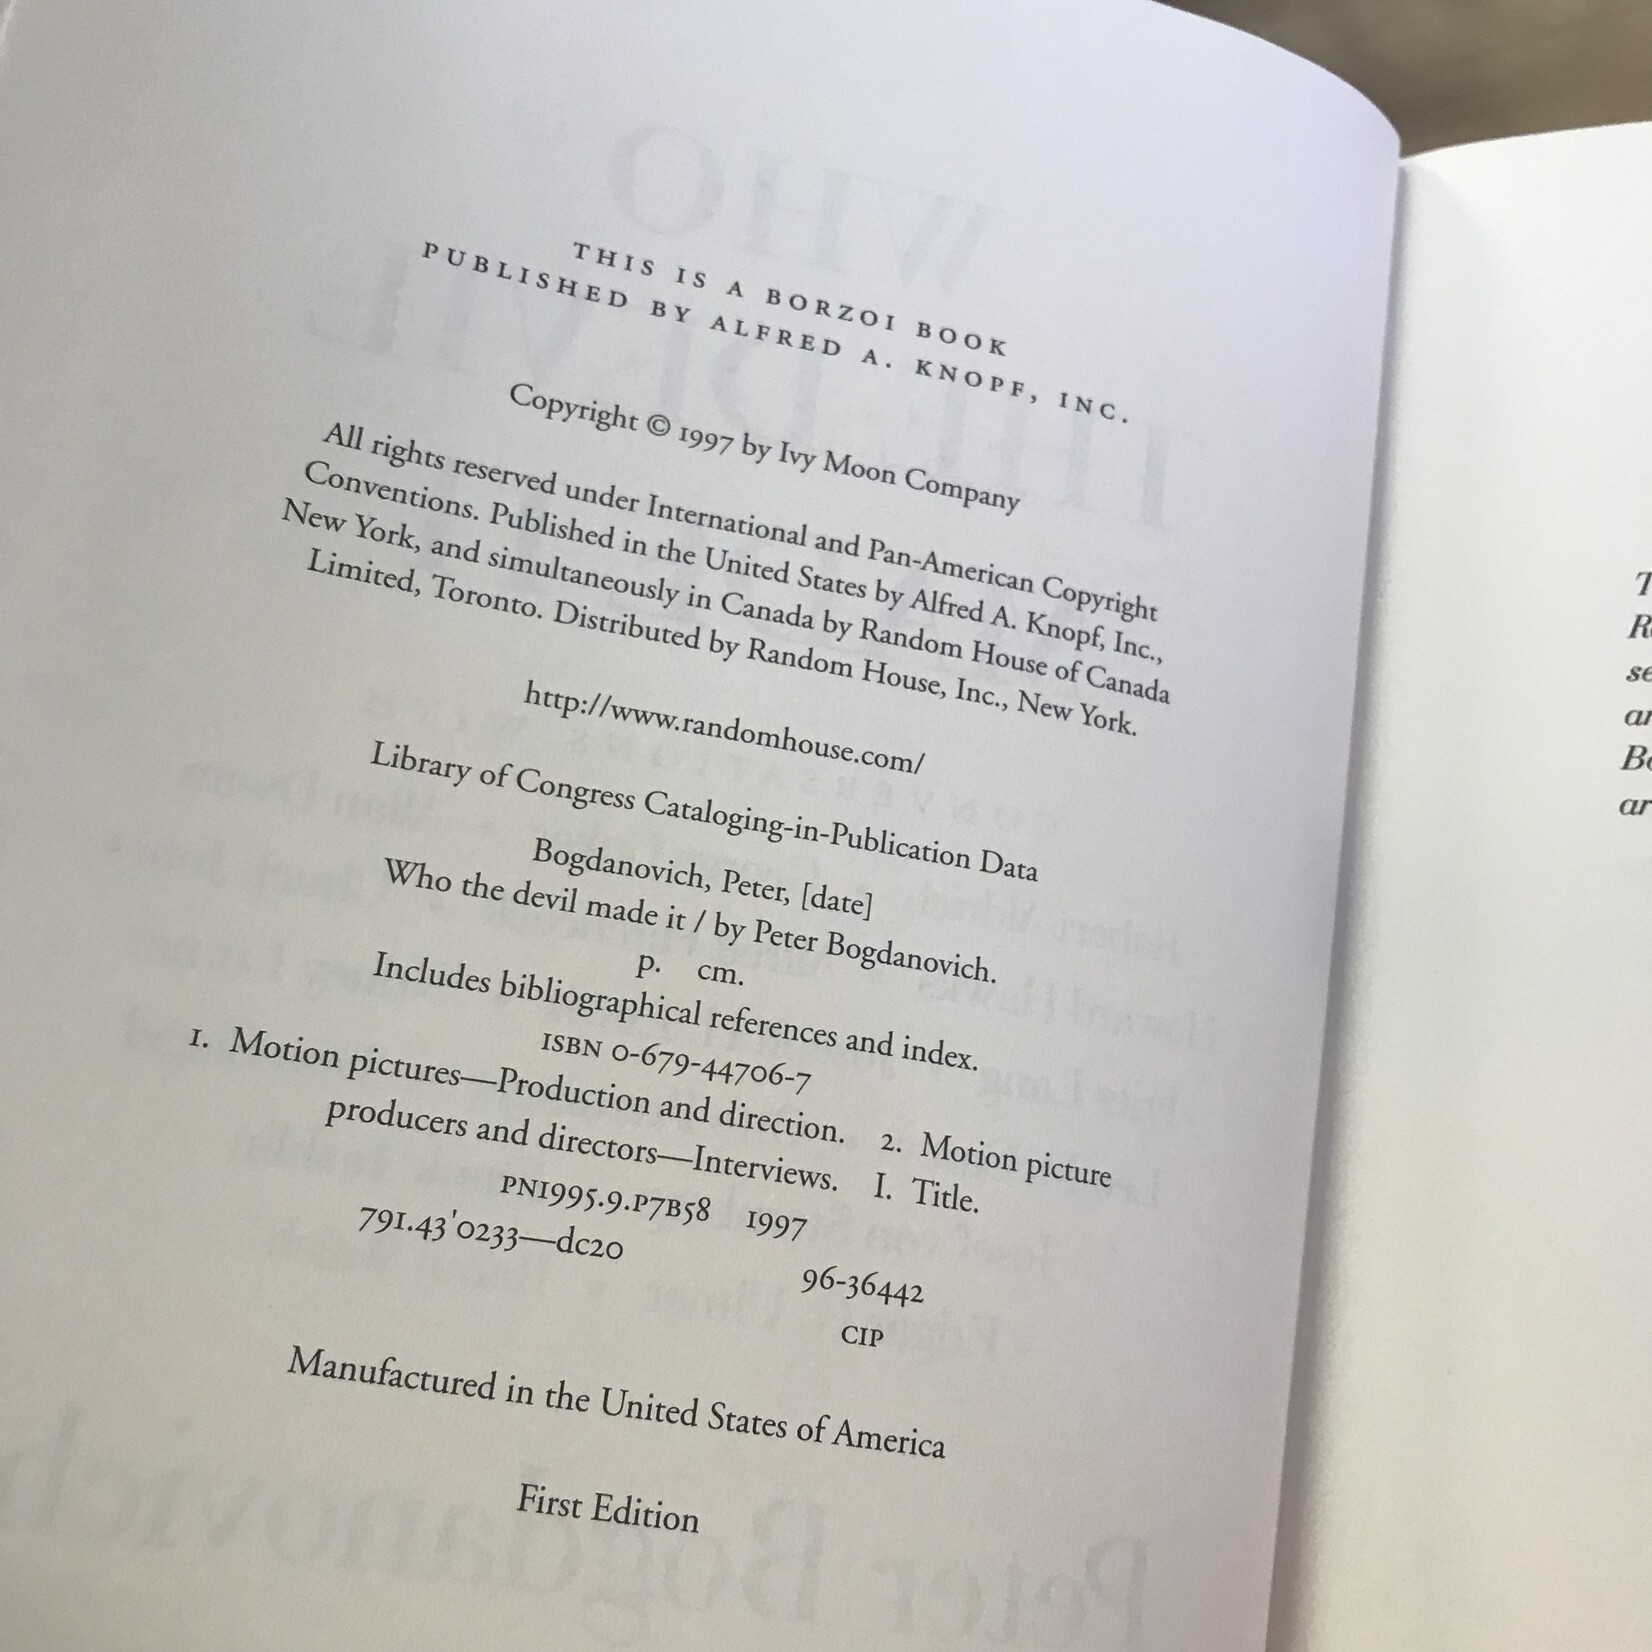 THIS IS A BORZOI BOOK
PUBLISHED BY ALFRED A. KNOPF, INC.
Copyright © 1997 by Ivy Moon Company
All rights reserved under International and Pan-American Copyright
Conventions. Published in the United States by Alfred A. Knopf, Inc.,
New York, and simultaneously in Canada by Random House of Canada
Limited, Toronto. Distributed by Random House, Inc., New York.
http://www.randomhouse.com/
Library of Congress Cataloging-in-Publication Data
Bogdanovich, Peter, [date]
Who the devil made it / by Peter Bogdanovich.
p. cm.
Includes bibliographical references and index.
ISBN 0-679-44706-7
1. Motion pictures—Production and direction. 2. Motion picture
producers and directors—Interviews. I. Title.
PN1995.9.P7B58 1997
791.43'0233—dc20
96-36442
CIP
Manufactured in the United States of America
First Edition